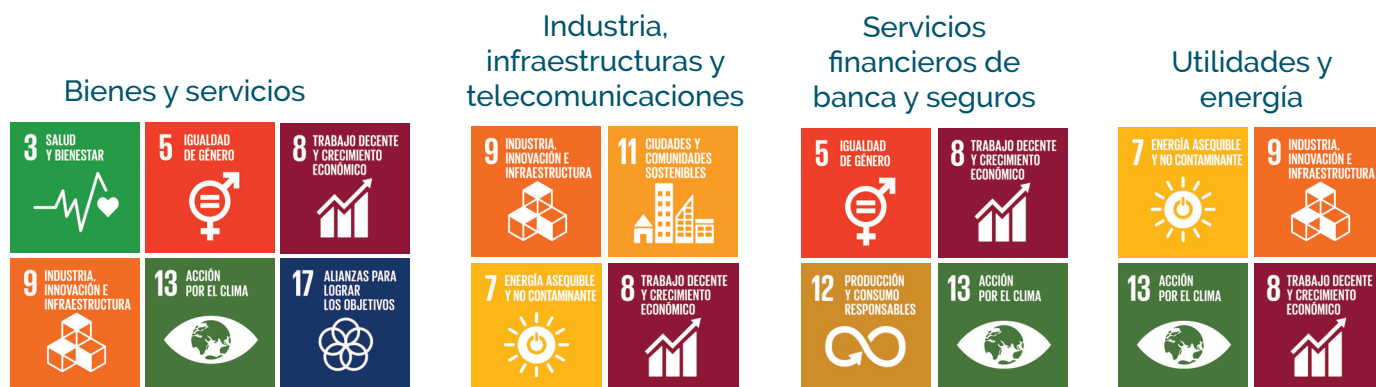 Bienes y servicios
3 SALUD
Y BIENESTAR
5 IGUALDAD
DE GÉNERO
8 TRABAJO DECENTE
Y CRECIMIENTO
ECONÓMICO
9 INDUSTRIA,
INNOVACIÓN E
INFRAESTRUCTURA
13 ACCIÓN
POR EL CLIMA
17 ALIANZAS PARA
LOGRAR
LOS OBJETIVOS
Industria,
infraestructuras y
telecomunicaciones
9 INDUSTRIA,
INNOVACIÓN E
INFRAESTRUCTURA
11 CIUDADES Y
COMUNIDADES
SOSTENIBLES
7 ENERGÍA ASEQUIBLE
Y NO CONTAMINANTE
8 TRABAJO DECENTE
Y CRECIMIENTO
ECONÓMICO
Servicios
financieros de
banca y seguros
5 IGUALDAD
DE GÉNERO
8 TRABAJO DECENTE
Y CRECIMIENTO
ECONÓMICO
12 PRODUCCIÓN
Y CONSUMO
RESPONSABLES
13 ACCIÓN
POR EL CLIMA
Utilidades y
energía
7 ENERGÍA ASEQUIBLE
Y NO CONTAMINANTE
9 INDUSTRIA,
INNOVACIÓN E
INFRAESTRUCTURA
13 ACCIÓN
POR EL CLIMA
8 TRABAJO DECENTE
Y CRECIMIENTO
ECONÓMICO